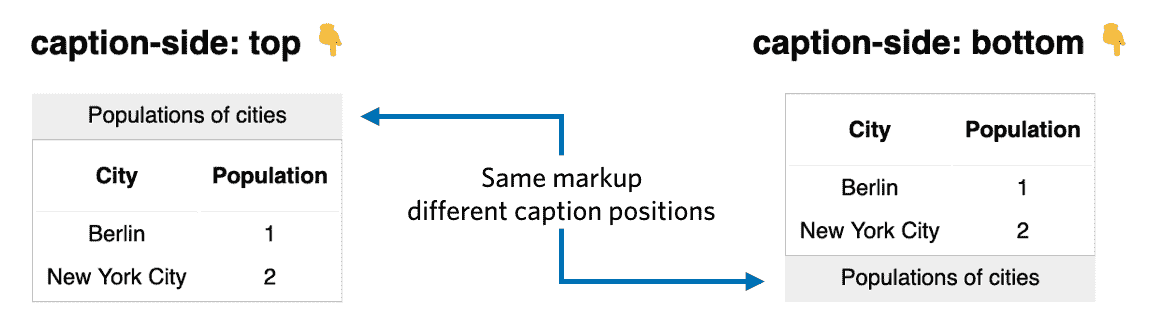 caption-side: top 👇
Populations of cities
City Population
Berlin 1
New York City 2
Same markup
different caption positions
caption-side: bottom 👇
City Population
Berlin 1
New York City 2
Populations of cities